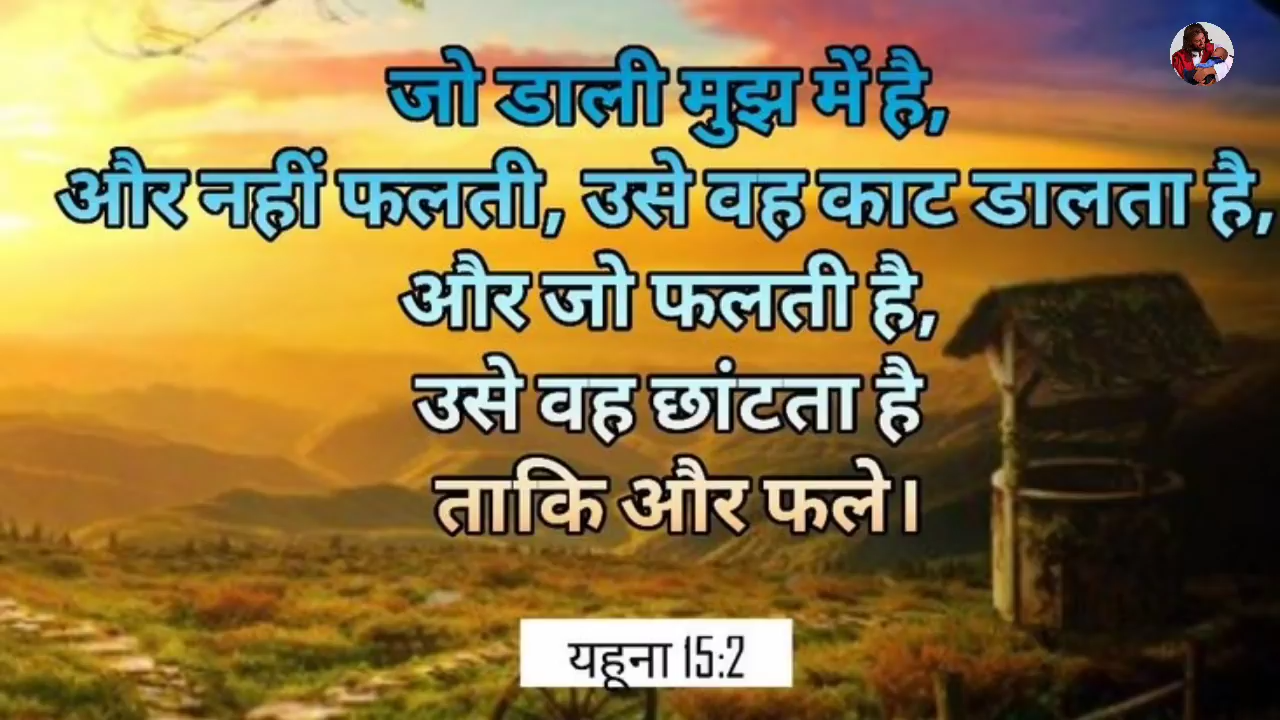 जो डाली मुझ में है,
और नहीं फलती, उसे वह काट डालता है,
और जो फलती है,
उसे वह छांटता है
ताकि और फले।
यहूना 15:2